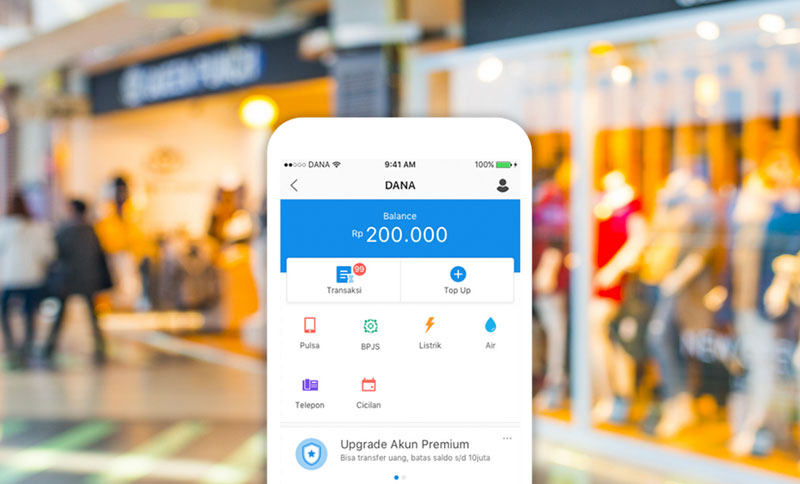 DANA
9:41 AM
100%
DANA
Balance
Rp 200.000
99
Transaksi
Top Up
Pulsa
BPJS
Listrik
Air
Telepon
Cicilan
Upgrade Akun Premium
Bisa transfer uang, batas saldo s/d 10juta